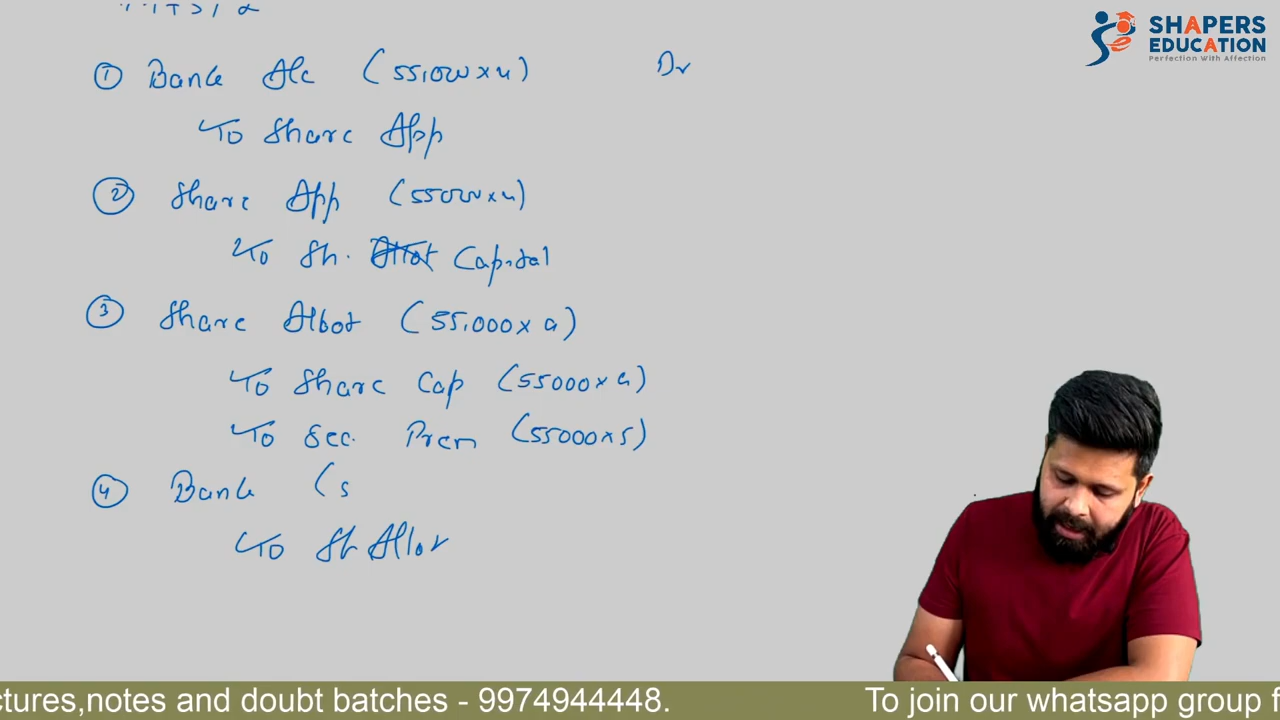 SHAPERS
EDUCATION
Perfection With Affection
① Bank A/c (55,000 x 4) Dr
To Share App
② Share App (55000 x 4)
To Sh. Allot Capital
③ Share Allot (55,000 x 9)
To Share Cap (55000 x 4)
To Sec. Prem (55000 x 5)
④ Bank (5
To Sh Allot
ctures,notes and doubt batches - 9974944448. To join our whatsapp group f